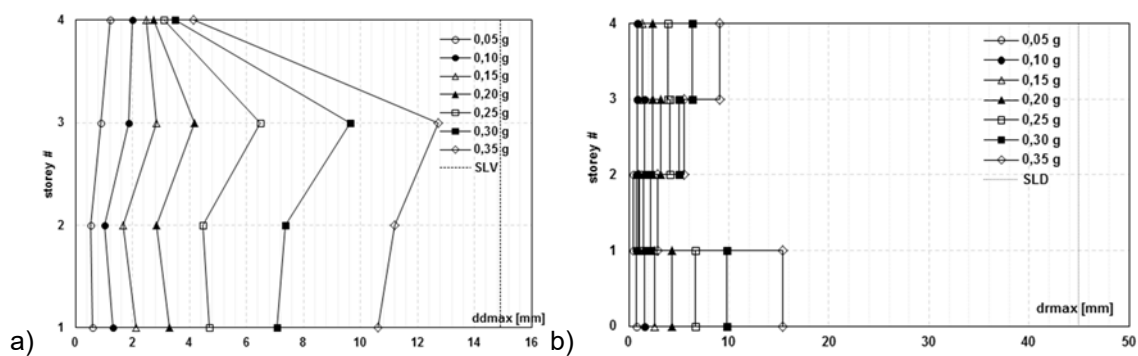 4
3
2
1
storey #
0,05 g
0,10 g
0,15 g
0,20 g
0,25 g
0,30 g
0,35 g
SLV
ddmax [mm]
0 2 4 6 8 10 12 14 16
a)
4
3
2
1
0
storey #
0,05 g
0,10 g
0,15 g
0,20 g
0,25 g
0,30 g
0,35 g
SLD
drmax [mm]
0 10 20 30 40 50
b)